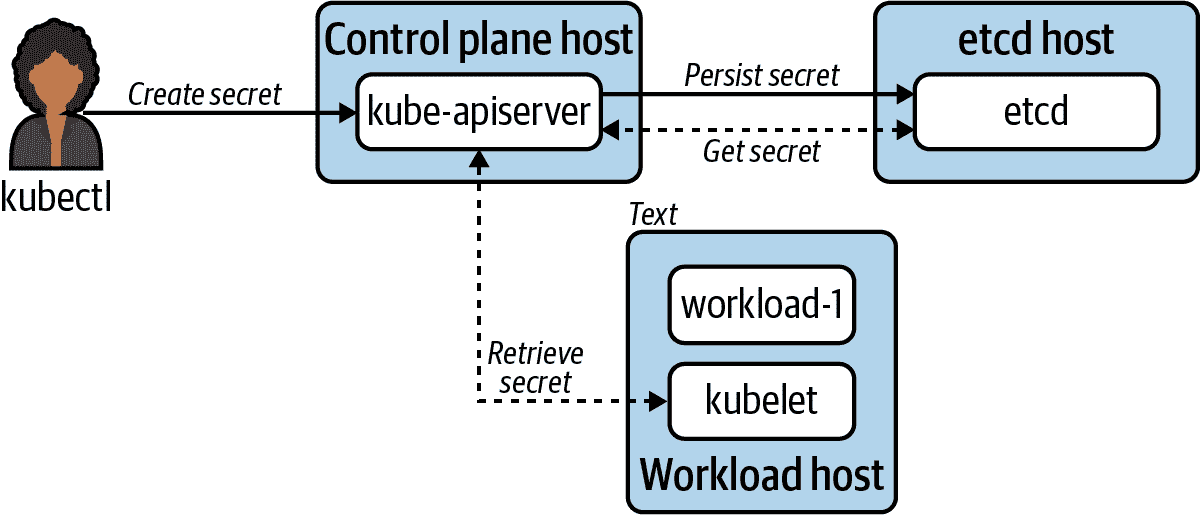 Control plane host
etcd host
Create secret
kube-apiserver
Persist secret
etcd
Get secret
kubectl
Text
workload-1
Retrieve
secret
kubelet
Workload host